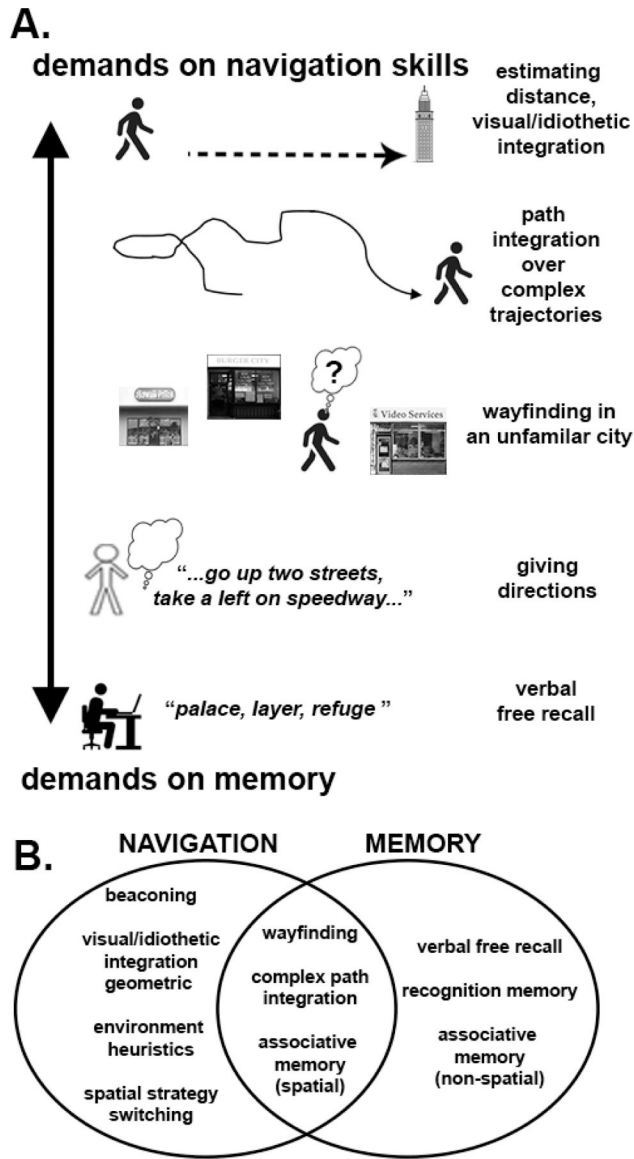 A.
demands on navigation skills
estimating
distance,
visual/idiothetic
integration
path
integration
over
complex
trajectories
BURGER CITY
?
Video Services
wayfinding in
an unfamilar city
"...go up two streets,
take a left on speedway..."
giving
directions
"palace, layer, refuge "
verbal
free recall
demands on memory
B.
NAVIGATION
MEMORY
beaconing
visual/idiothetic
integration
geometric
environment
heuristics
spatial strategy
switching
wayfinding
complex path
integration
associative
memory
(spatial)
verbal free recall
recognition memory
associative
memory
(non-spatial)